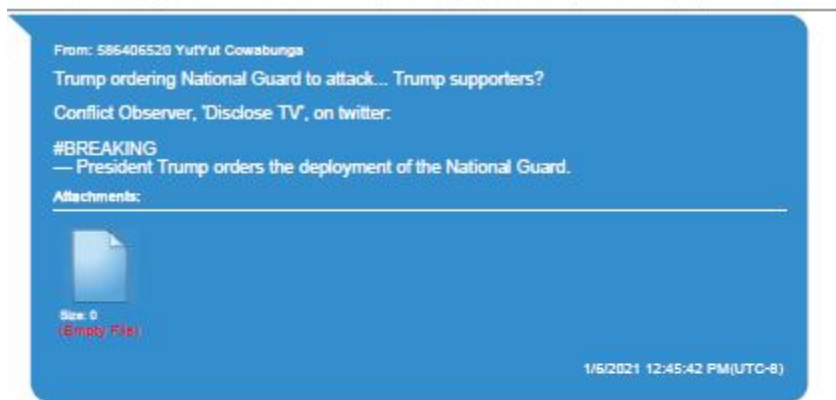 From: 586406520 YutYut Cowabunga
Trump ordering National Guard to attack... Trump supporters?
Conflict Observer, 'Disclose TV', on twitter:
#BREAKING
— President Trump orders the deployment of the National Guard.
Attachments:
Size: 0
(Empty File)
1/6/2021 12:45:42 PM(UTC-8)